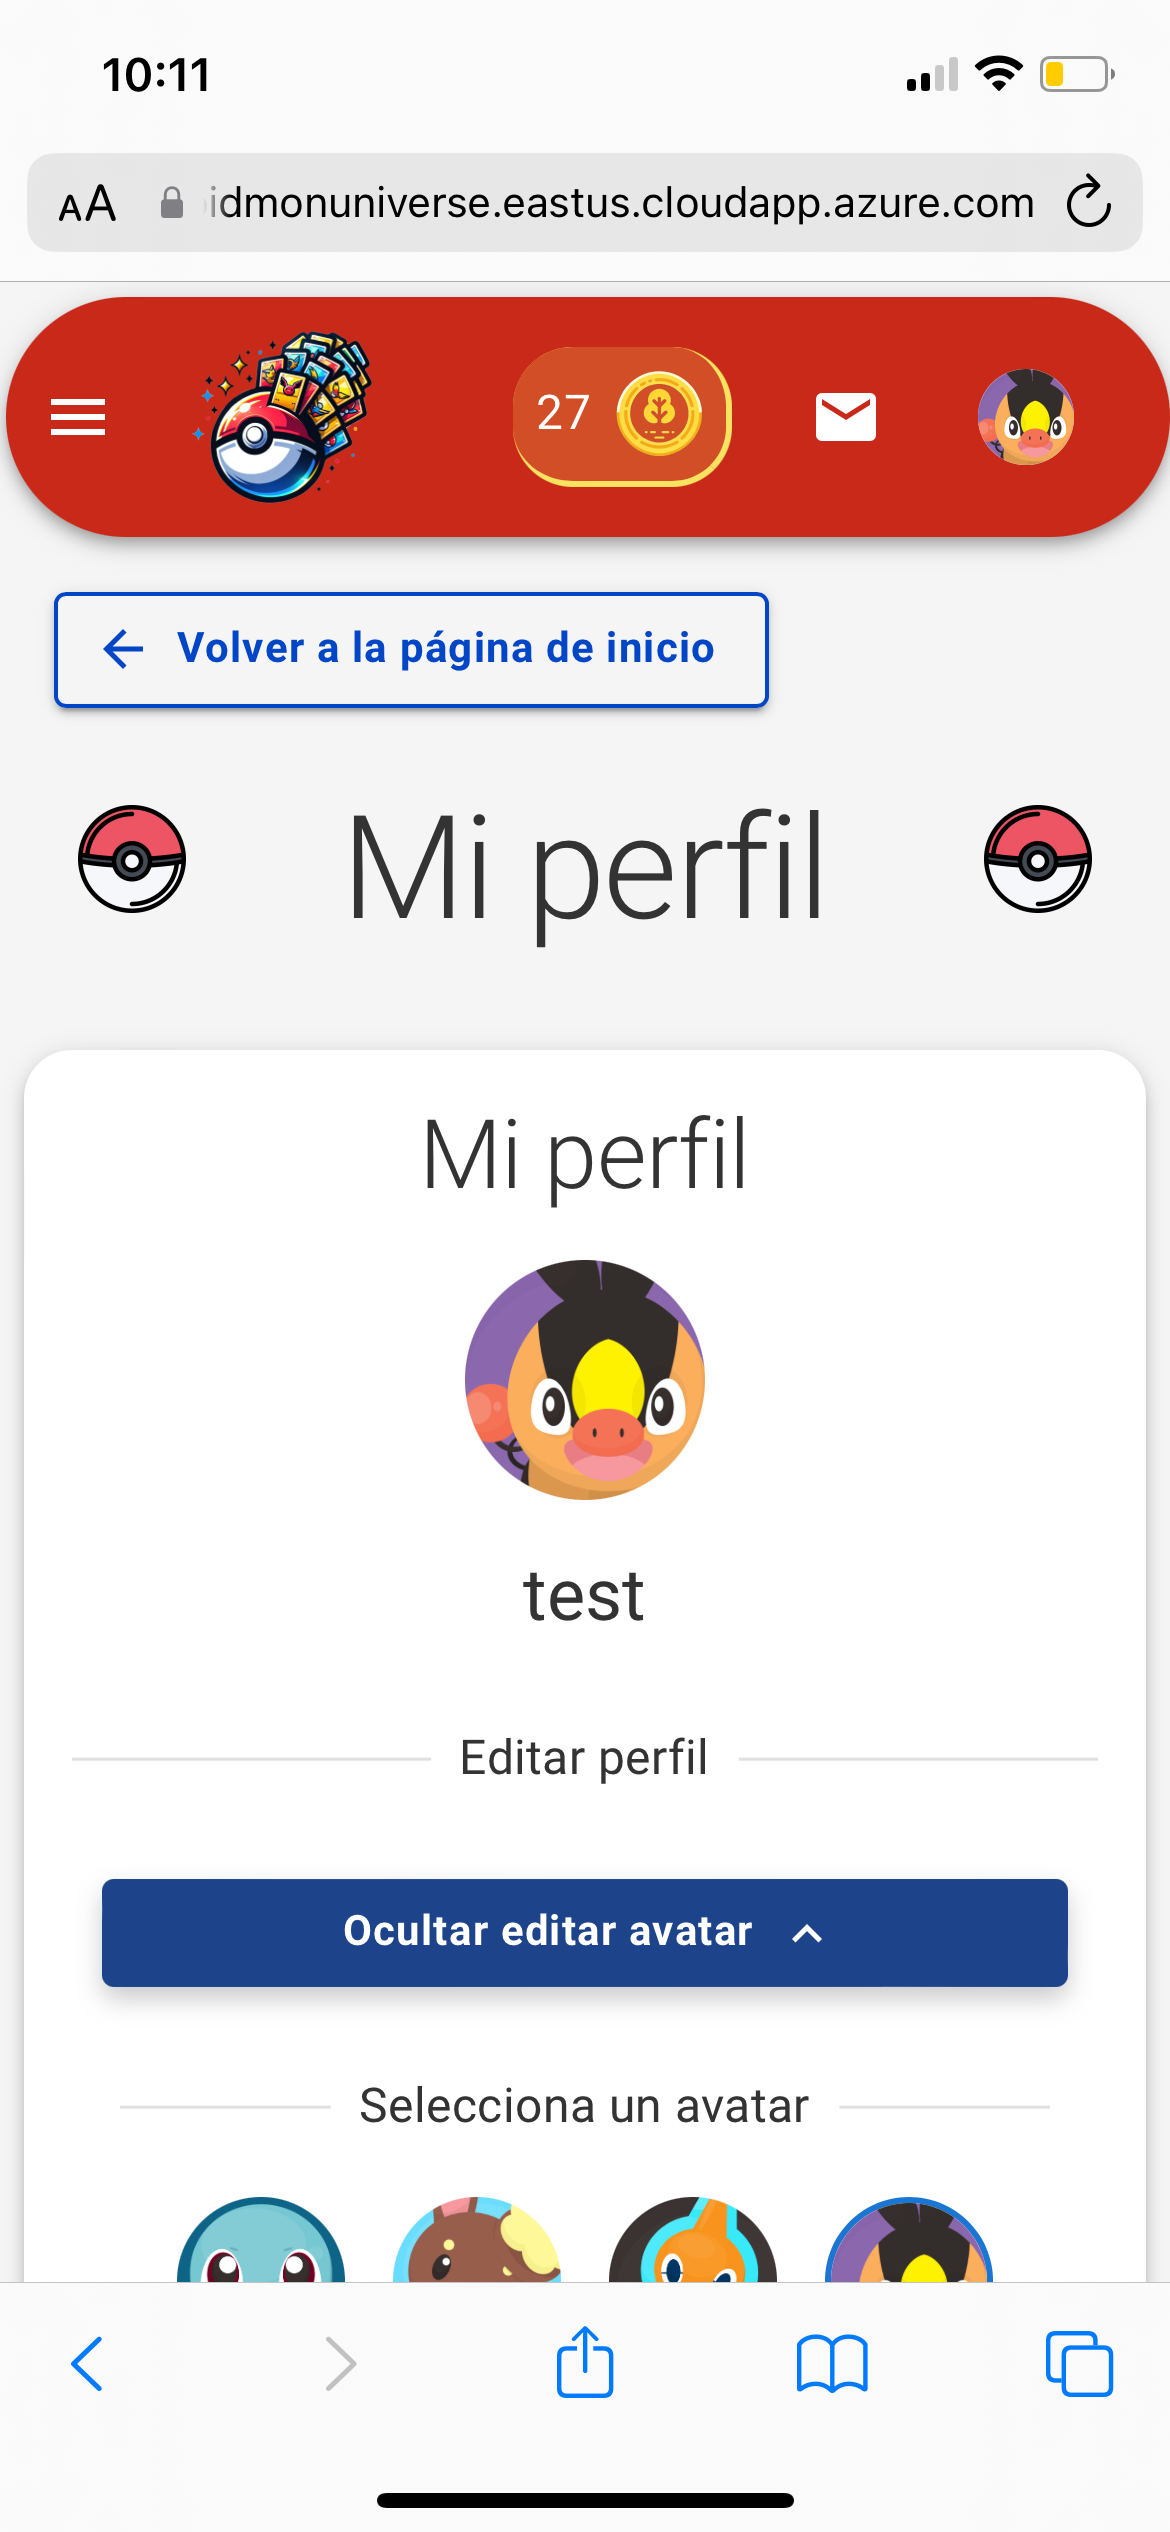 10:11
AA idmonuniverse.eastus.cloudapp.azure.com
27
Volver a la página de inicio
Mi perfil
Mi perfil
test
Editar perfil
Ocultar editar avatar
Selecciona un avatar